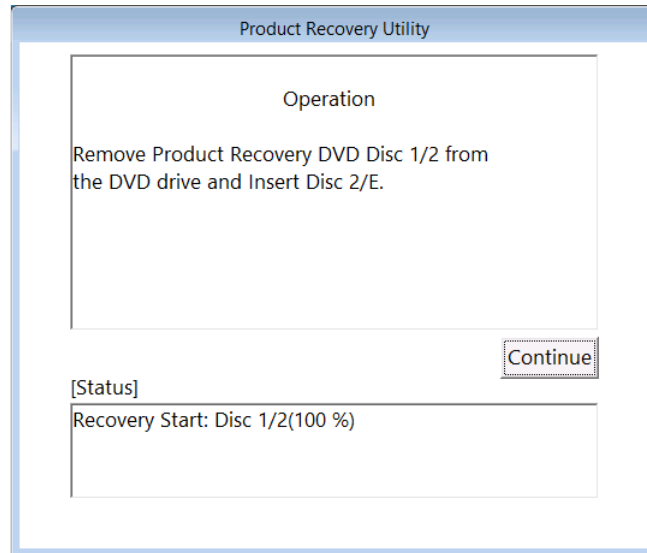 Product Recovery Utility
Operation
Remove Product Recovery DVD Disc 1/2 from
the DVD drive and Insert Disc 2/E.
Continue
[Status]
Recovery Start: Disc 1/2(100 %)